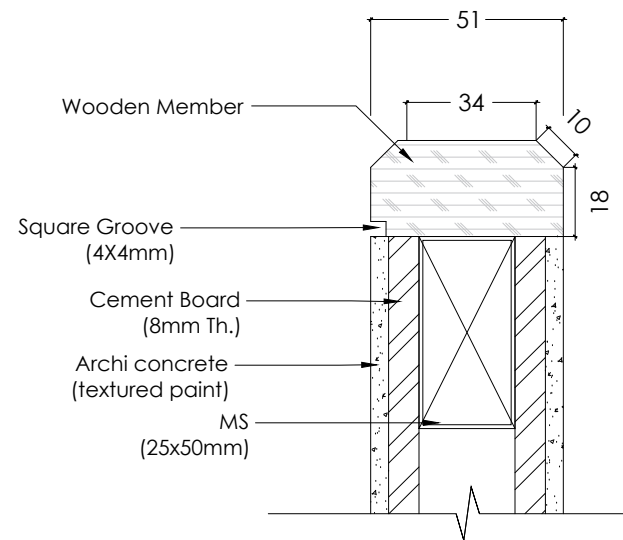 51
34
10
Wooden Member
18
Square Groove
(4X4mm)
Cement Board
(8mm Th.)
Archi concrete
(textured paint)
MS
(25x50mm)